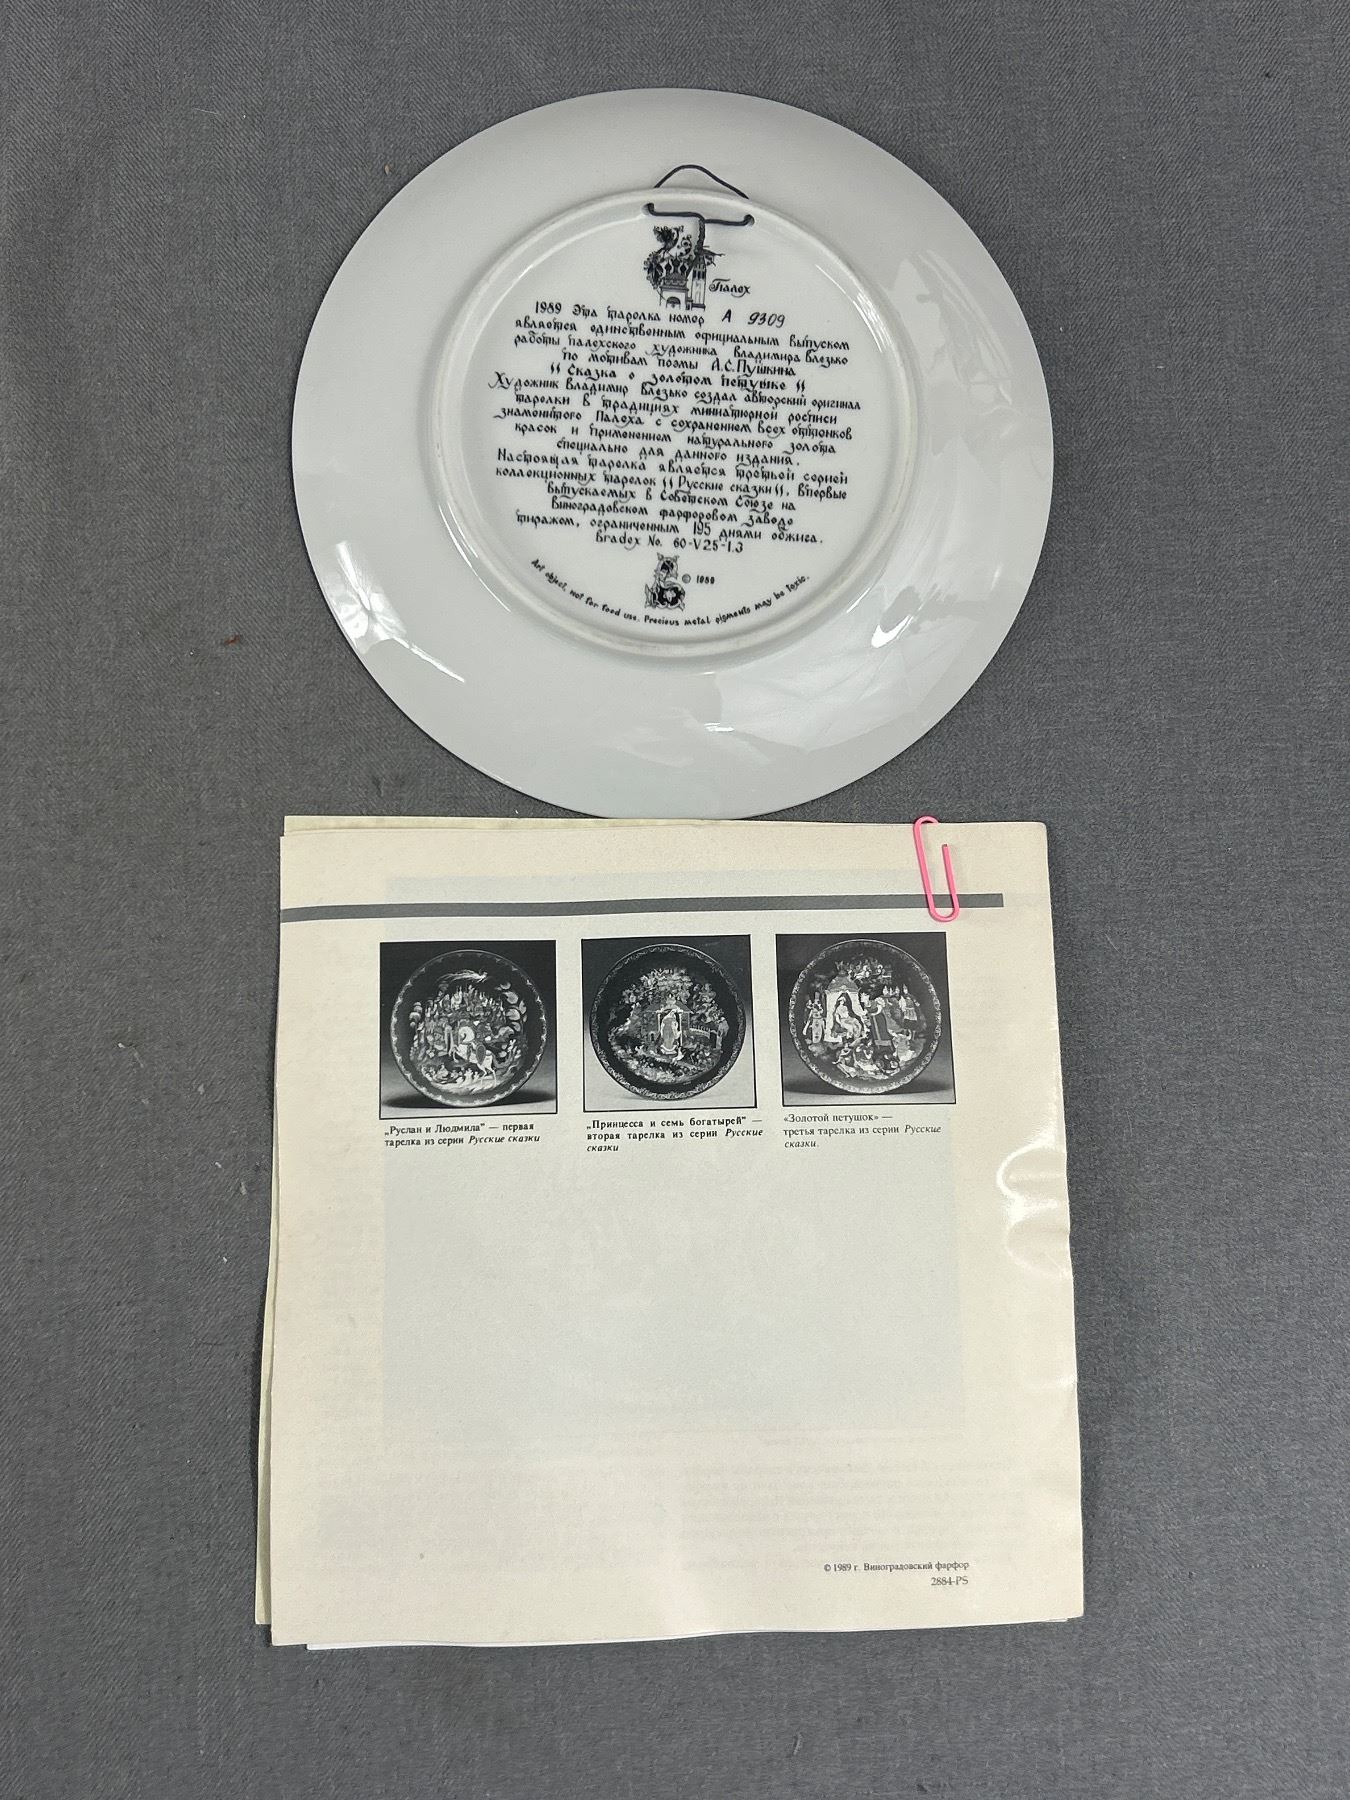 Палех
1989 Эта тарелка номер А 9309
является единственным официальным выпуском
работы палехского художника Владимира Влезько
по мотивам поэмы А.С.Пушкина
"Сказка о золотом петушке"
Художник Владимир Влезько создал авторский оригинал
тарелки в традициях миниатюрной росписи
знаменитого Палеха с сохранением всех оттенков
красок и применением натурального золота
специально для данного издания.
Настоящая тарелка является третьей серией
коллекционных тарелок "Русские сказки", впервые
выпускаемых в Советском Союзе на
Виноградовском фарфоровом заводе
тиражом, ограниченным 195 днями обжига.
Bradex No. 60-V25-1.3
© 1989
Art object, not for food use. Precious metal pigments may be toxic.
„Руслан и Людмила" — первая
тарелка из серии Русские сказки
„Принцесса и семь богатырей" —
вторая тарелка из серии Русские
сказки
«Золотой петушок» —
третья тарелка из серии Русские
сказки.
© 1989 г. Виноградовский фарфор
2884-PS